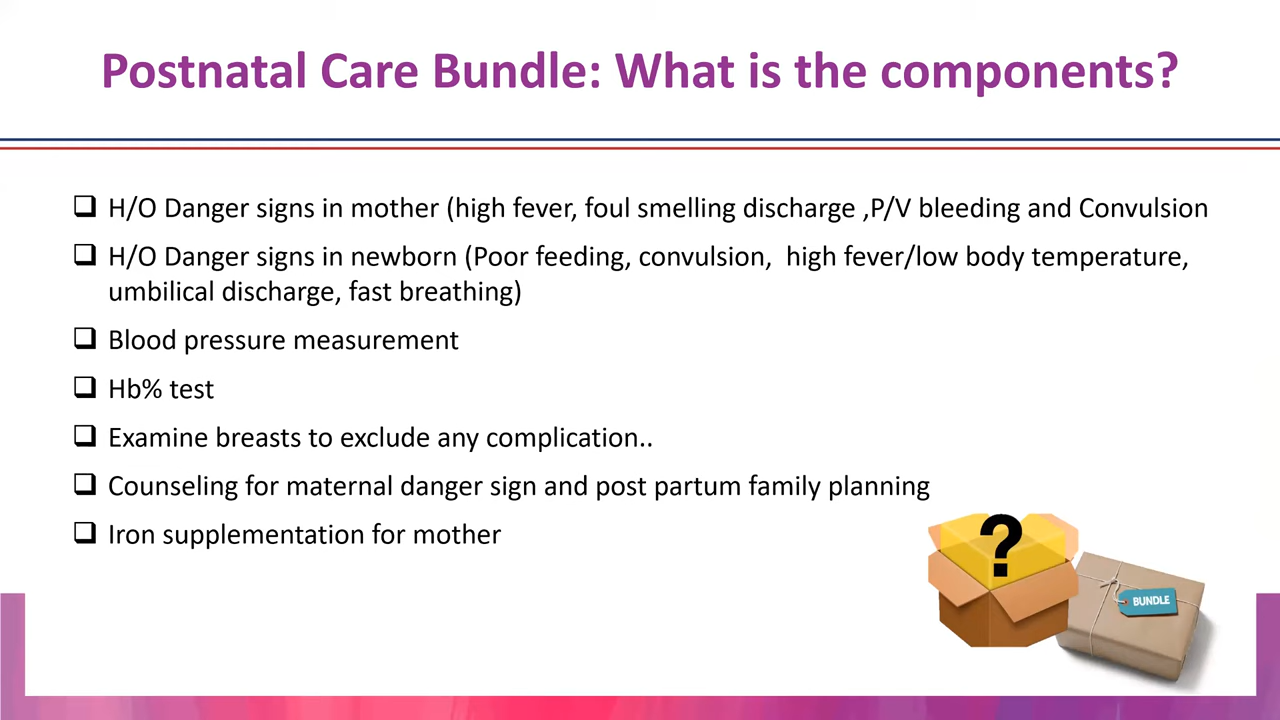 Postnatal Care Bundle: What is the components?
❑ H/O Danger signs in mother (high fever, foul smelling discharge ,P/V bleeding and Convulsion
❑ H/O Danger signs in newborn (Poor feeding, convulsion,  high fever/low body temperature,
umbilical discharge, fast breathing)
❑ Blood pressure measurement
❑ Hb% test
❑ Examine breasts to exclude any complication..
❑ Counseling for maternal danger sign and post partum family planning
❑ Iron supplementation for mother
?
BUNDLE